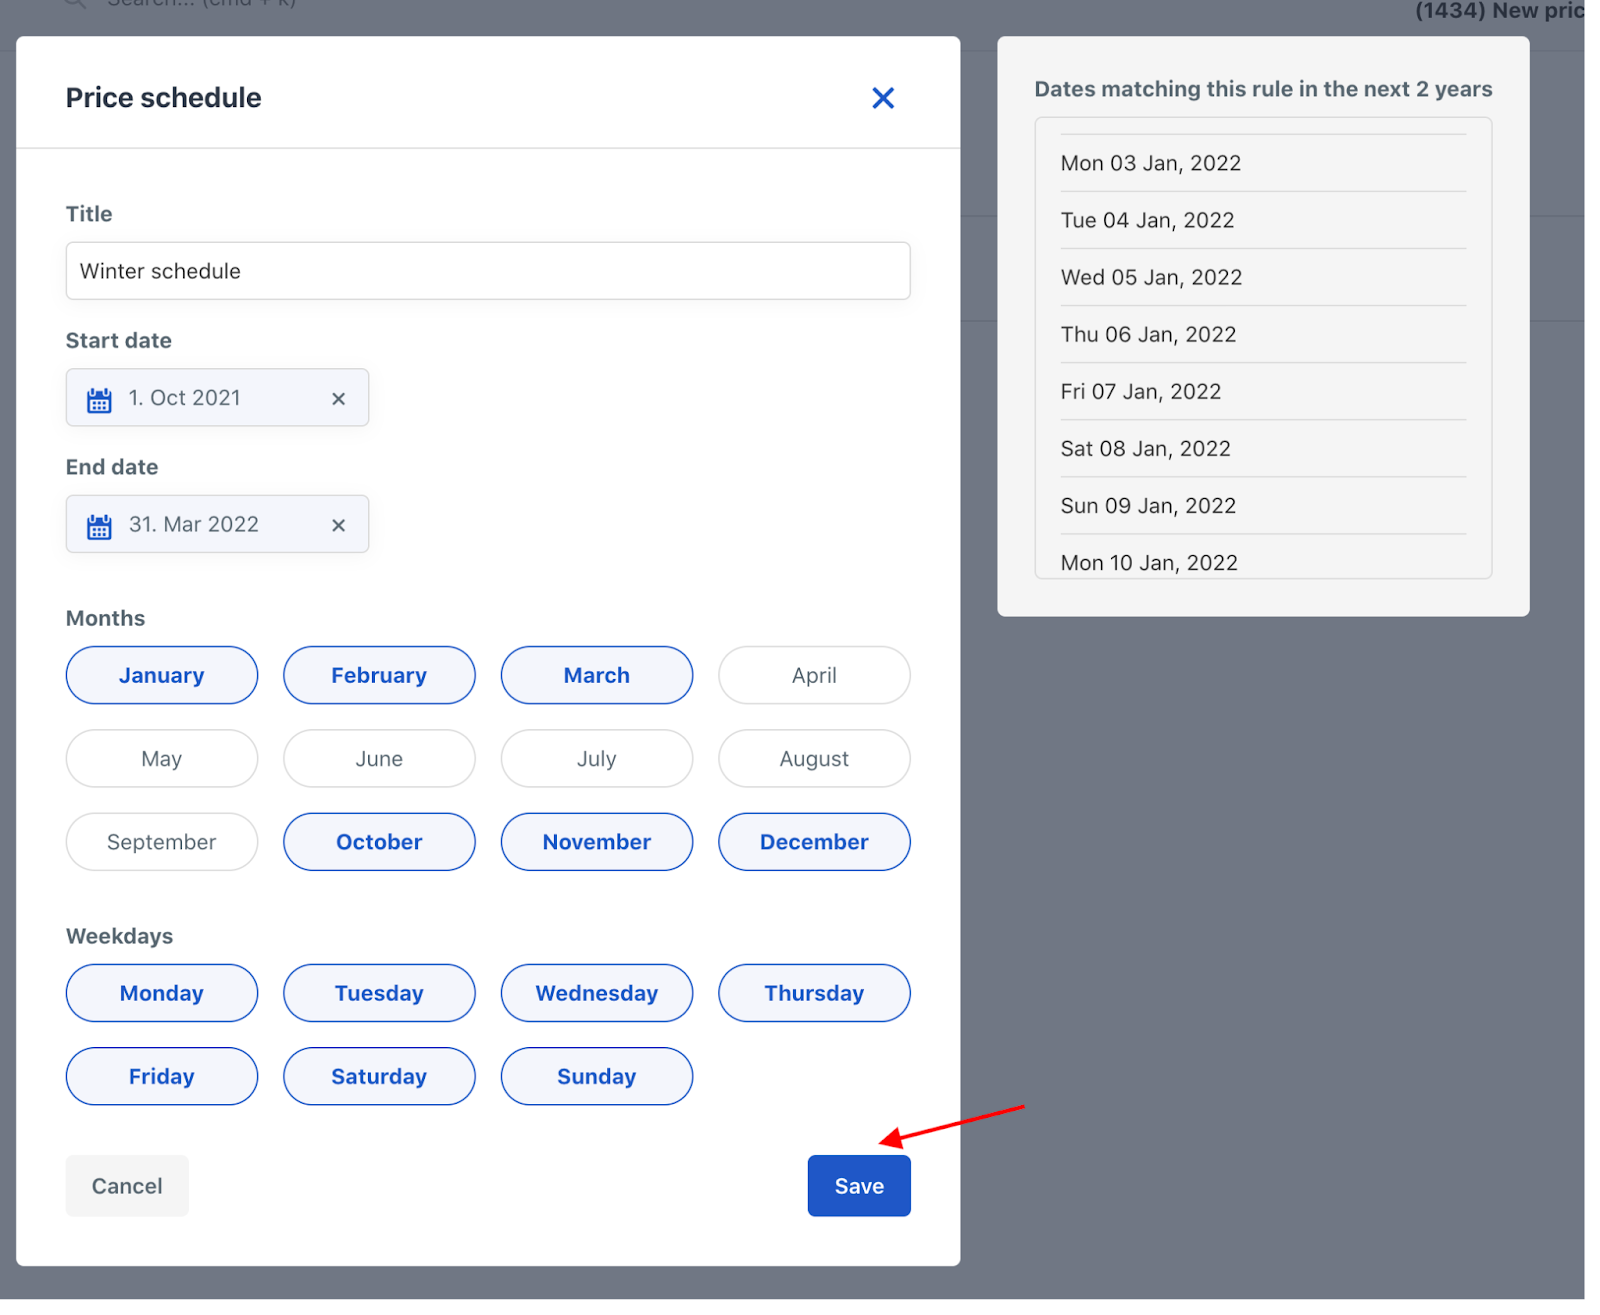 Search... (cmd + k)
(1434) New pric
Price schedule
Title
Winter schedule
Start date
1. Oct 2021
End date
31. Mar 2022
Months
January February March April
May June July August
September October November December
Weekdays
Monday Tuesday Wednesday Thursday
Friday Saturday Sunday
Cancel Save
Dates matching this rule in the next 2 years
Mon 03 Jan, 2022
Tue 04 Jan, 2022
Wed 05 Jan, 2022
Thu 06 Jan, 2022
Fri 07 Jan, 2022
Sat 08 Jan, 2022
Sun 09 Jan, 2022
Mon 10 Jan, 2022